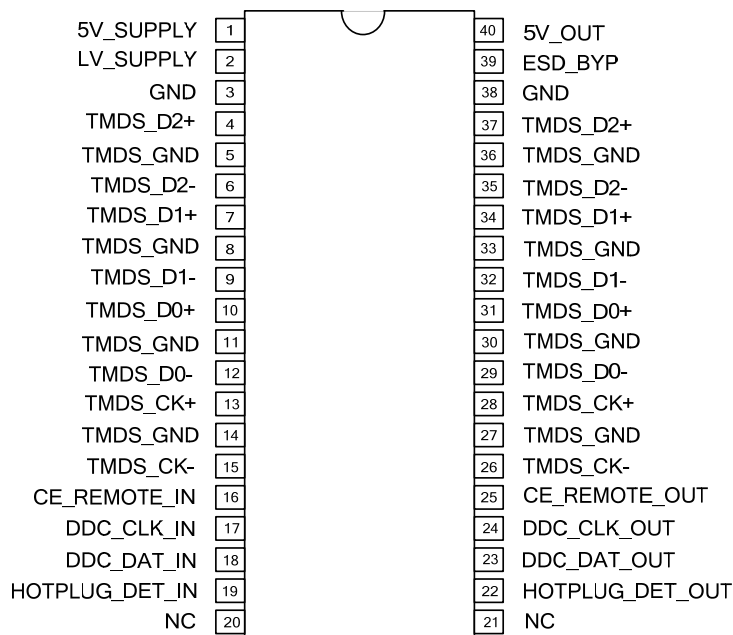 5V_SUPPLY 1 40 5V_OUT
LV_SUPPLY 2 39 ESD_BYP
GND 3 38 GND
TMDS_D2+ 4 37 TMDS_D2+
TMDS_GND 5 36 TMDS_GND
TMDS_D2- 6 35 TMDS_D2-
TMDS_D1+ 7 34 TMDS_D1+
TMDS_GND 8 33 TMDS_GND
TMDS_D1- 9 32 TMDS_D1-
TMDS_D0+ 10 31 TMDS_D0+
TMDS_GND 11 30 TMDS_GND
TMDS_D0- 12 29 TMDS_D0-
TMDS_CK+ 13 28 TMDS_CK+
TMDS_GND 14 27 TMDS_GND
TMDS_CK- 15 26 TMDS_CK-
CE_REMOTE_IN 16 25 CE_REMOTE_OUT
DDC_CLK_IN 17 24 DDC_CLK_OUT
DDC_DAT_IN 18 23 DDC_DAT_OUT
HOTPLUG_DET_IN 19 22 HOTPLUG_DET_OUT
NC 20 21 NC